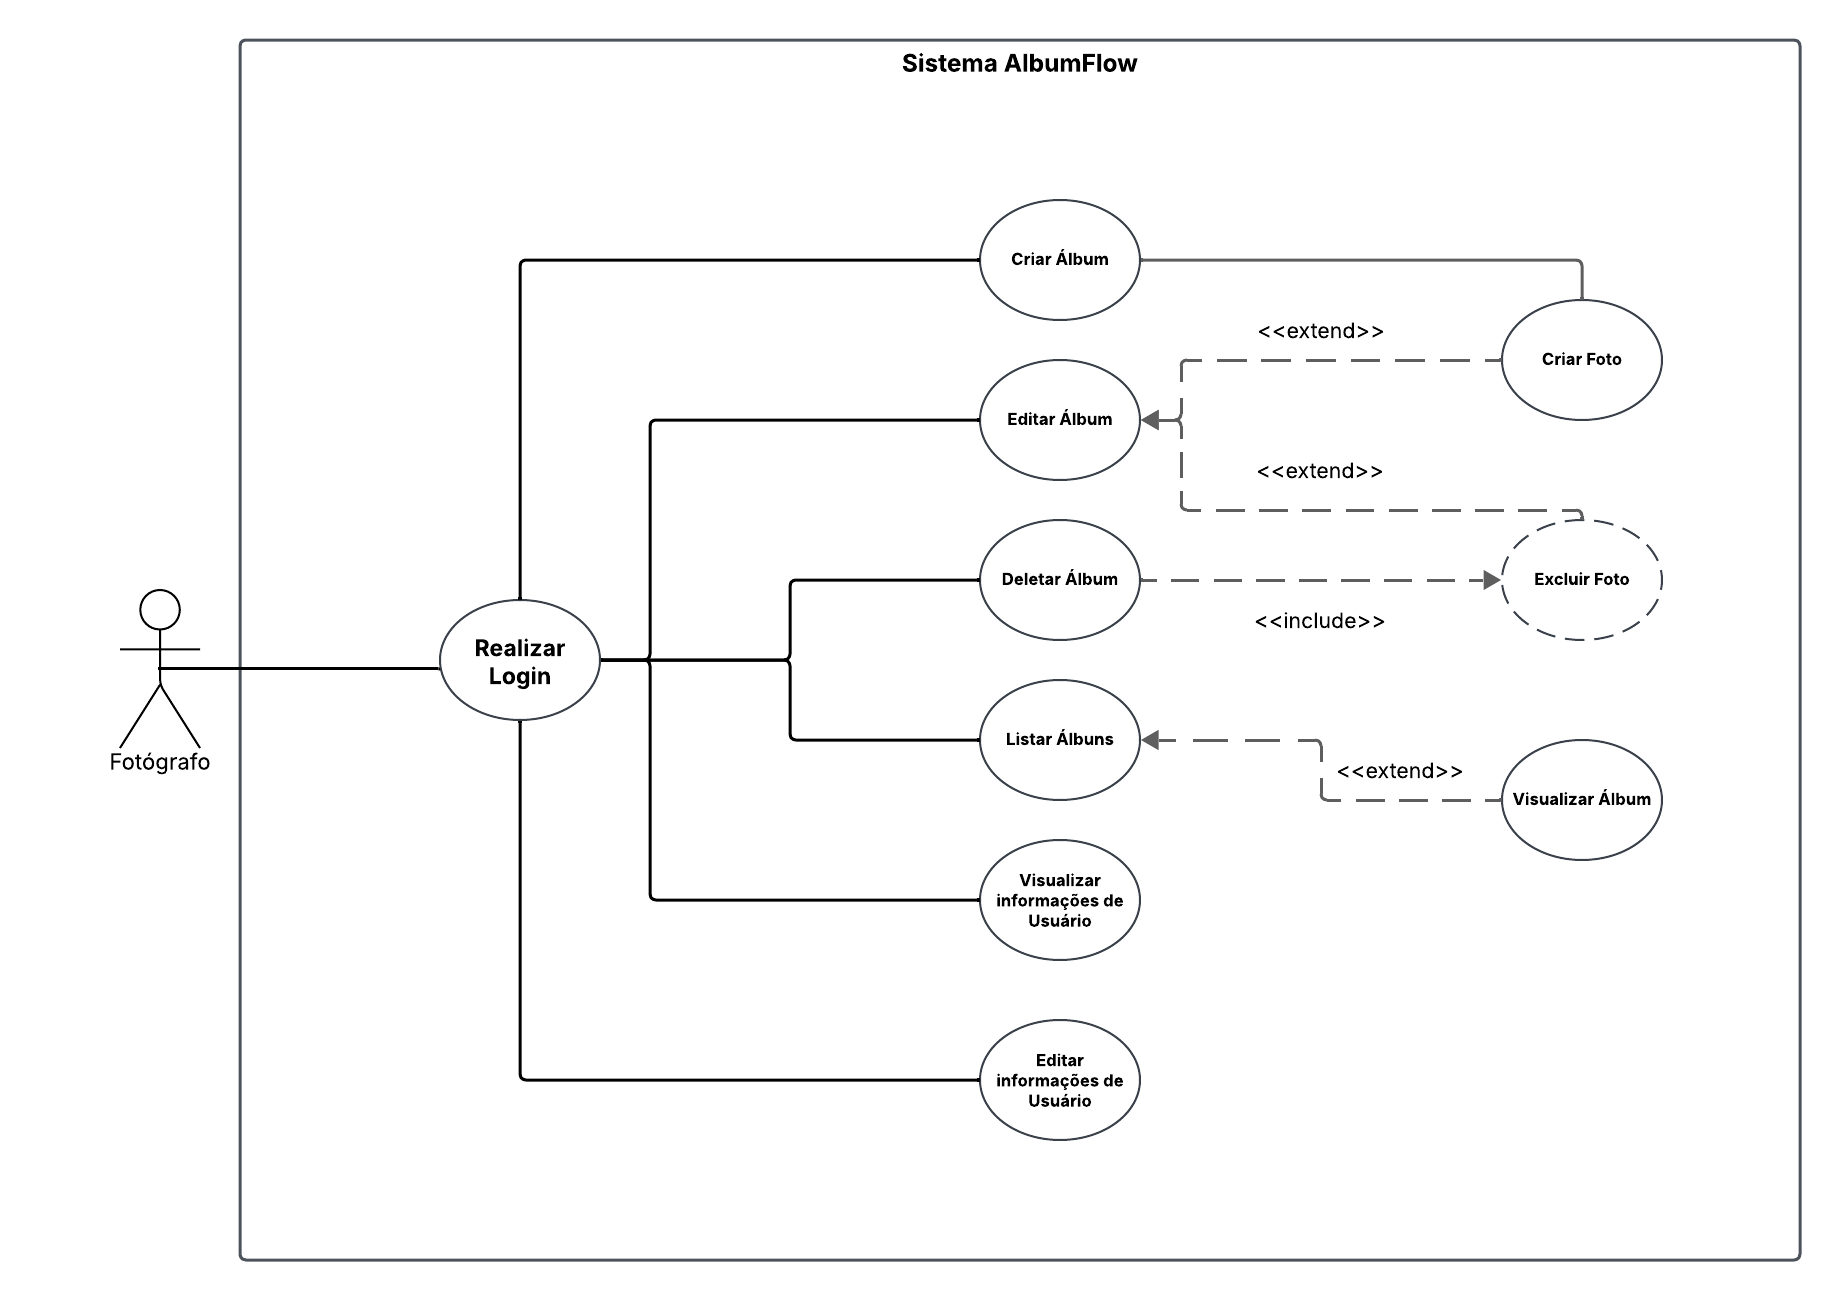 Sistema AlbumFlow
Criar Álbum
<<extend>>
Criar Foto
Editar Álbum
<<extend>>
Deletar Álbum
Excluir Foto
<<include>>
Realizar
Login
Fotógrafo
Listar Álbuns
<<extend>>
Visualizar Álbum
Visualizar
informações de
Usuário
Editar
informações de
Usuário